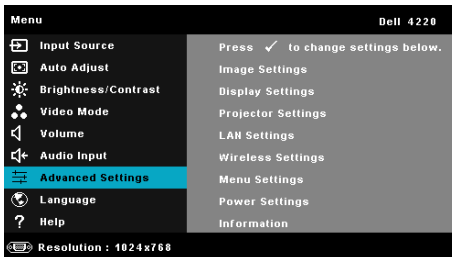 Menu
Dell 4220
Input Source
Auto Adjust
Brightness/Contrast
Video Mode
Volume
Audio Input
Advanced Settings
Language
Help
Press ✓ to change settings below.
Image Settings
Display Settings
Projector Settings
LAN Settings
Wireless Settings
Menu Settings
Power Settings
Information
Resolution : 1024x768